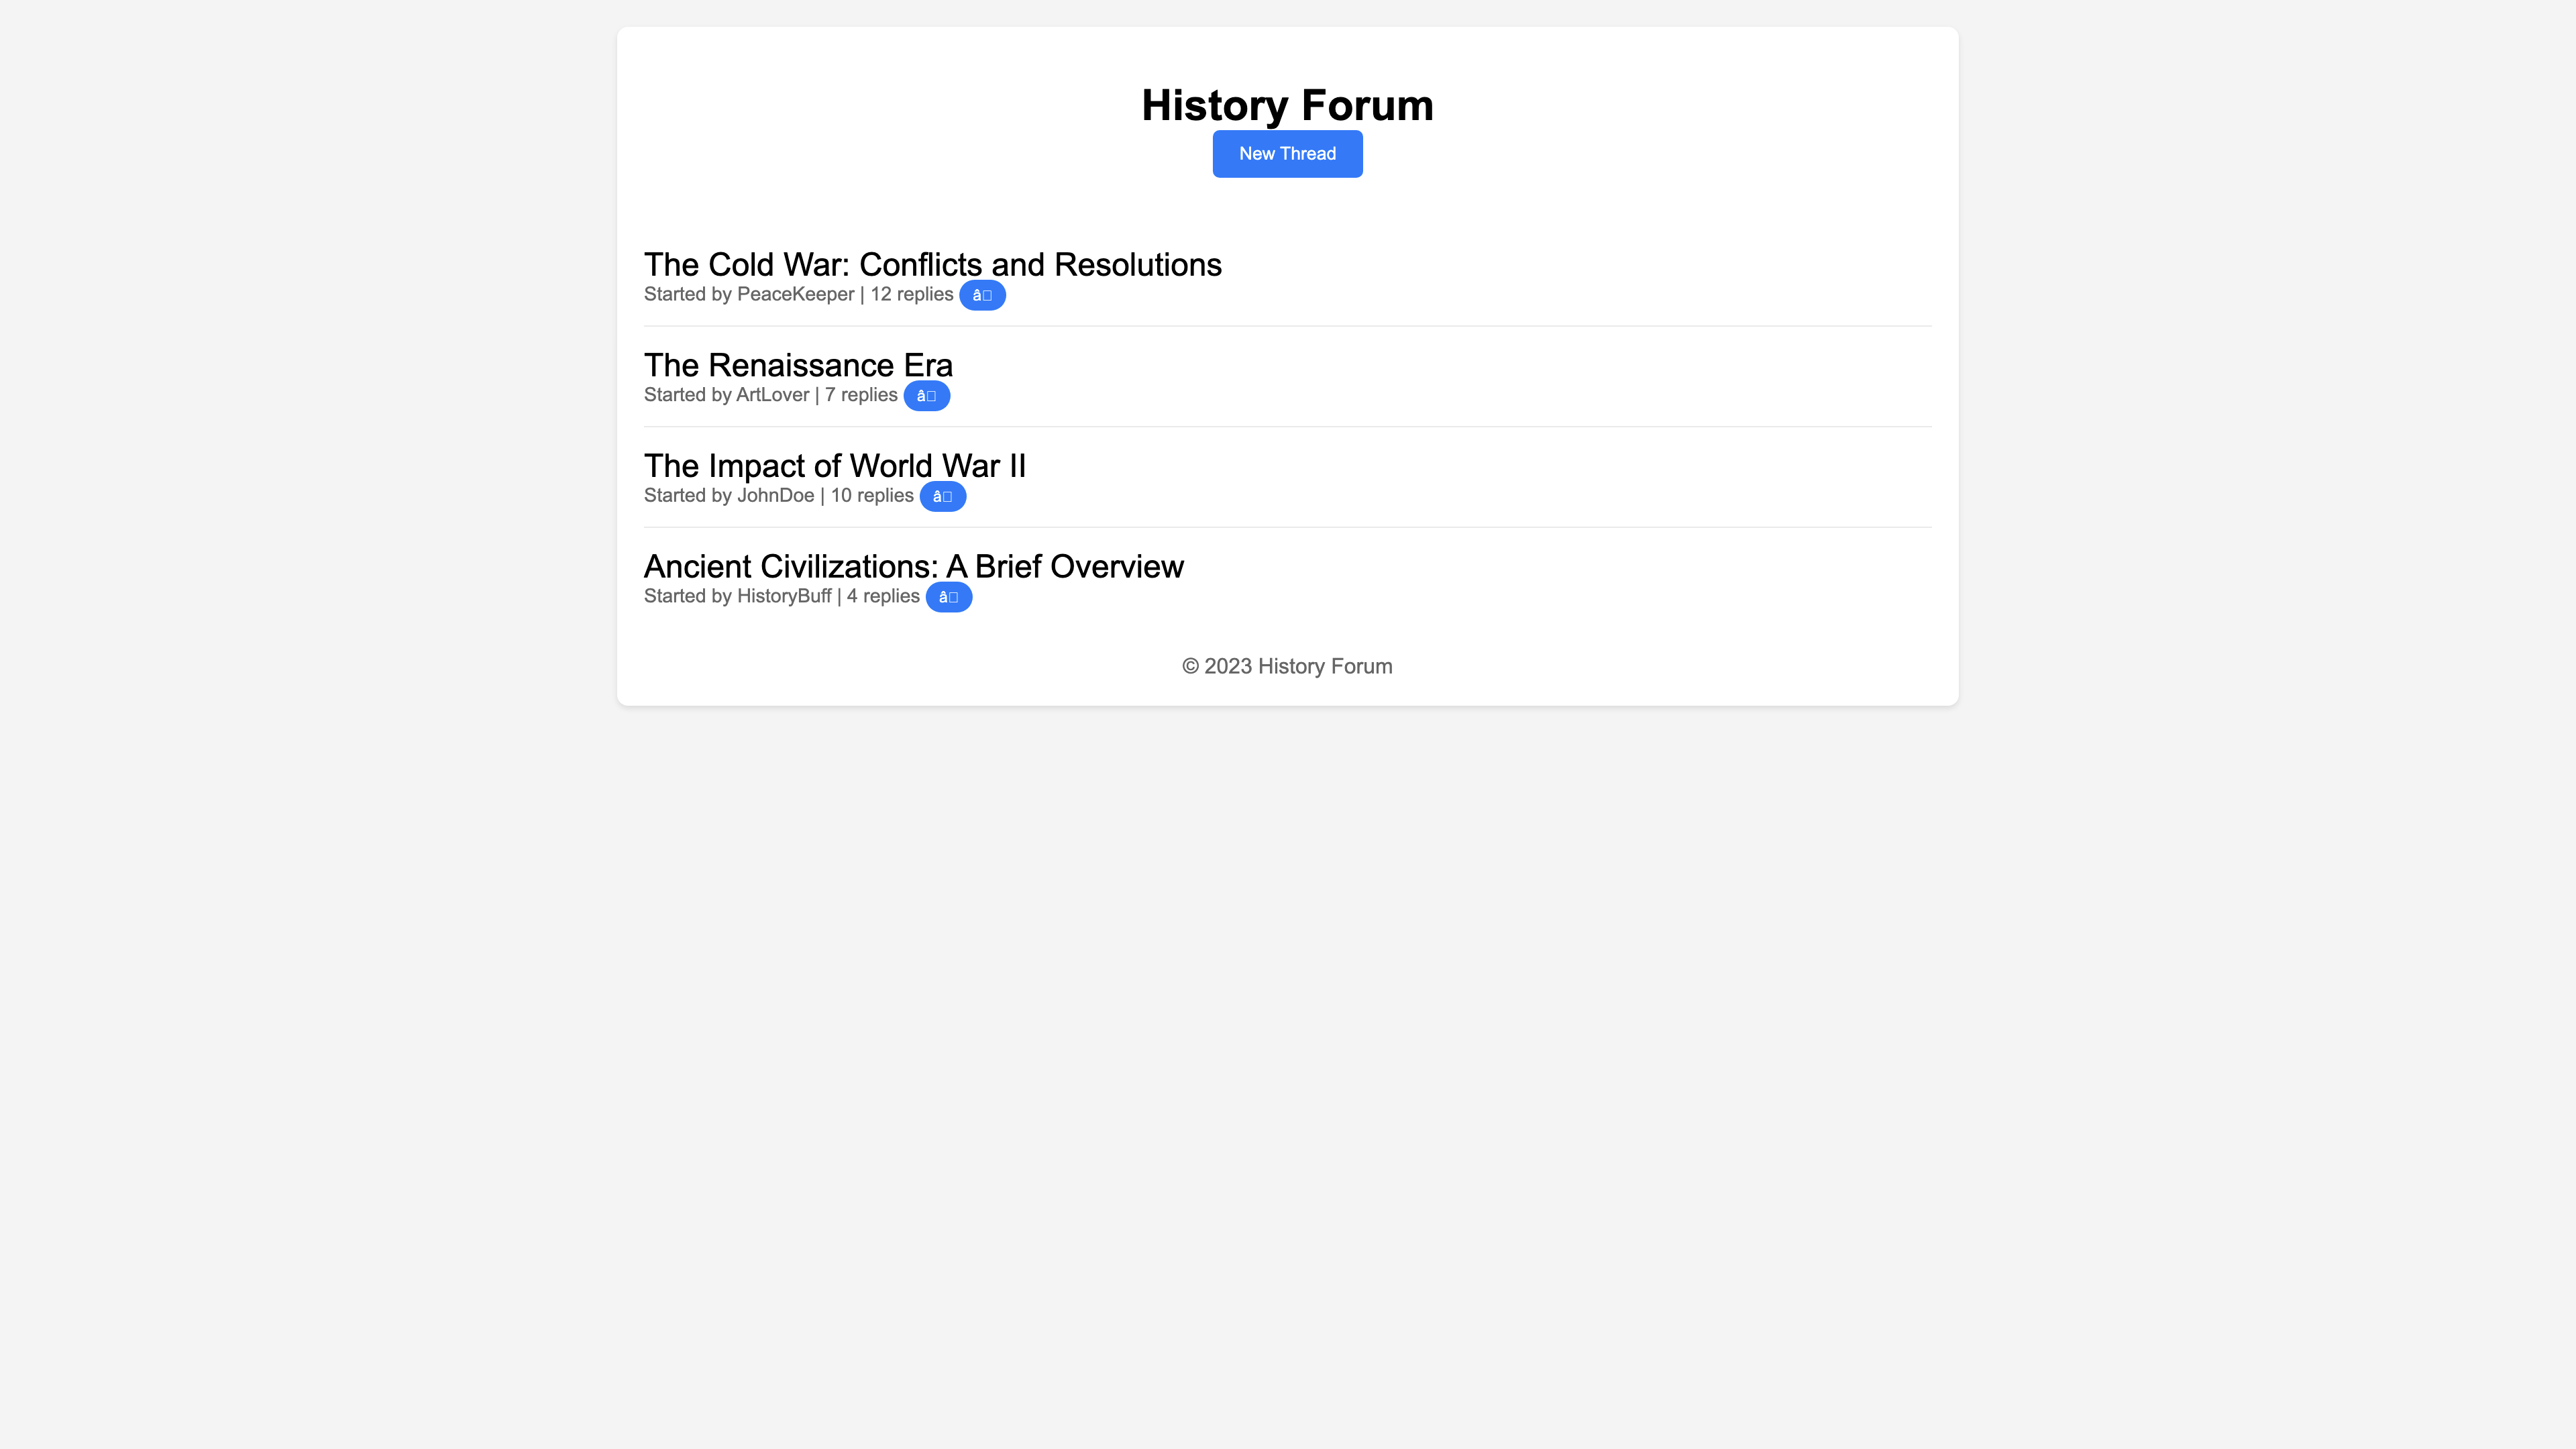 History Forum
New Thread
The Cold War: Conflicts and Resolutions
Started by PeaceKeeper | 12 replies â
The Renaissance Era
Started by ArtLover | 7 replies â
The Impact of World War II
Started by JohnDoe | 10 replies â
Ancient Civilizations: A Brief Overview
Started by HistoryBuff | 4 replies â
© 2023 History Forum